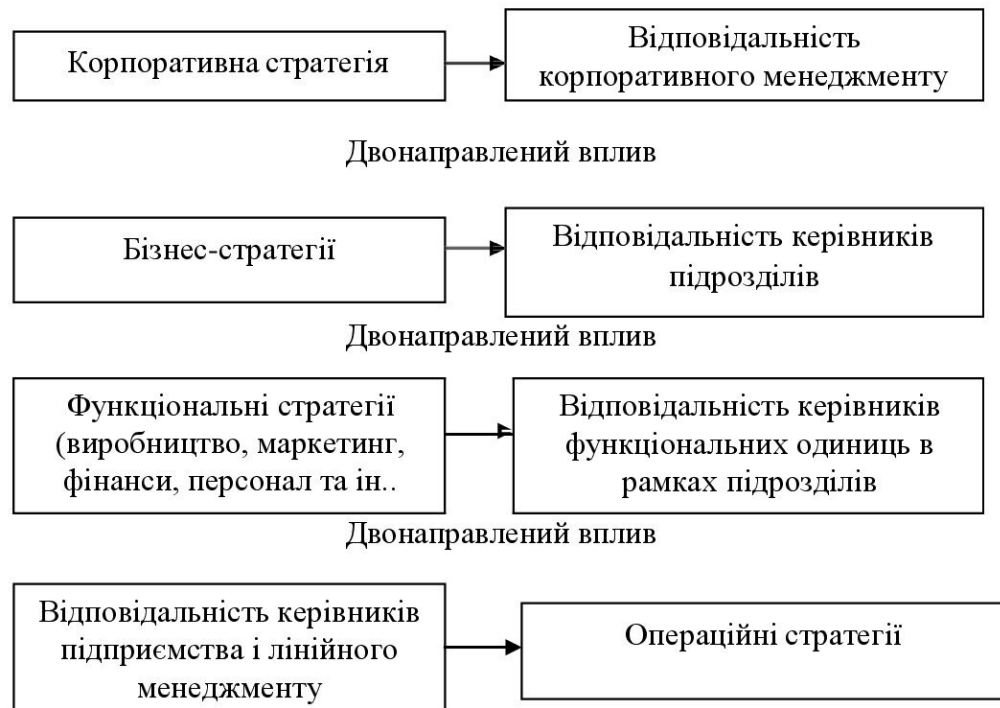 Корпоративна стратегія
Відповідальність
корпоративного менеджменту
Двонаправлений вплив
Бізнес-стратегії
Відповідальність керівників
підрозділів
Двонаправлений вплив
Функціональні стратегії
(виробництво, маркетинг,
фінанси, персонал та ін..
Відповідальність керівників
функціональних одиниць в
рамках підрозділів
Двонаправлений вплив
Відповідальність керівників
підприємства і лінійного
менеджменту
Операційні стратегії